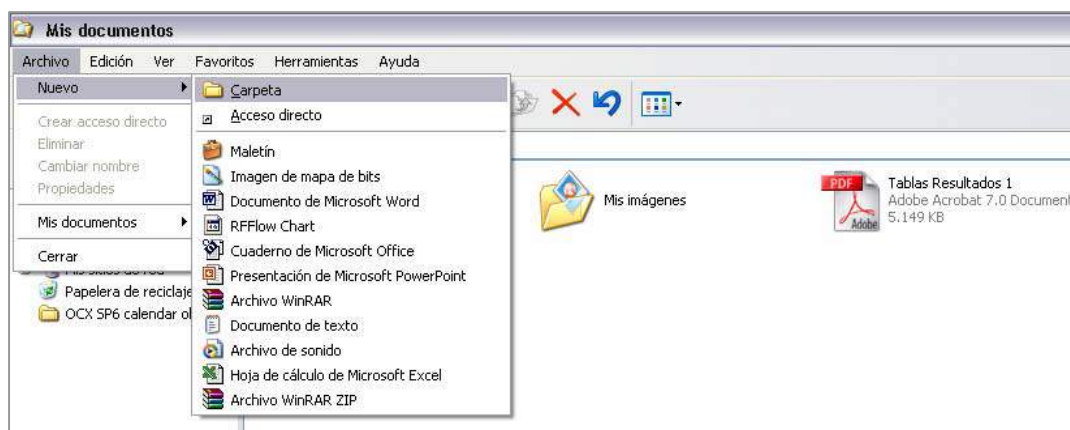 Mis documentos
Archivo Edición Ver Favoritos Herramientas Ayuda
Nuevo
Crear acceso directo
Eliminar
Cambiar nombre
Propiedades
Mis documentos
Cerrar
Papelera de reciclaje
OCX SP6 calendar
Carpeta
Acceso directo
Maletín
Imagen de mapa de bits
Documento de Microsoft Word
RFFlow Chart
Cuaderno de Microsoft Office
Presentación de Microsoft PowerPoint
Archivo WinRAR
Documento de texto
Archivo de sonido
Hoja de cálculo de Microsoft Excel
Archivo WinRAR ZIP
Mis imágenes
PDF
Adobe
Tablas Resultados 1
Adobe Acrobat 7.0 Document
5.149 KB